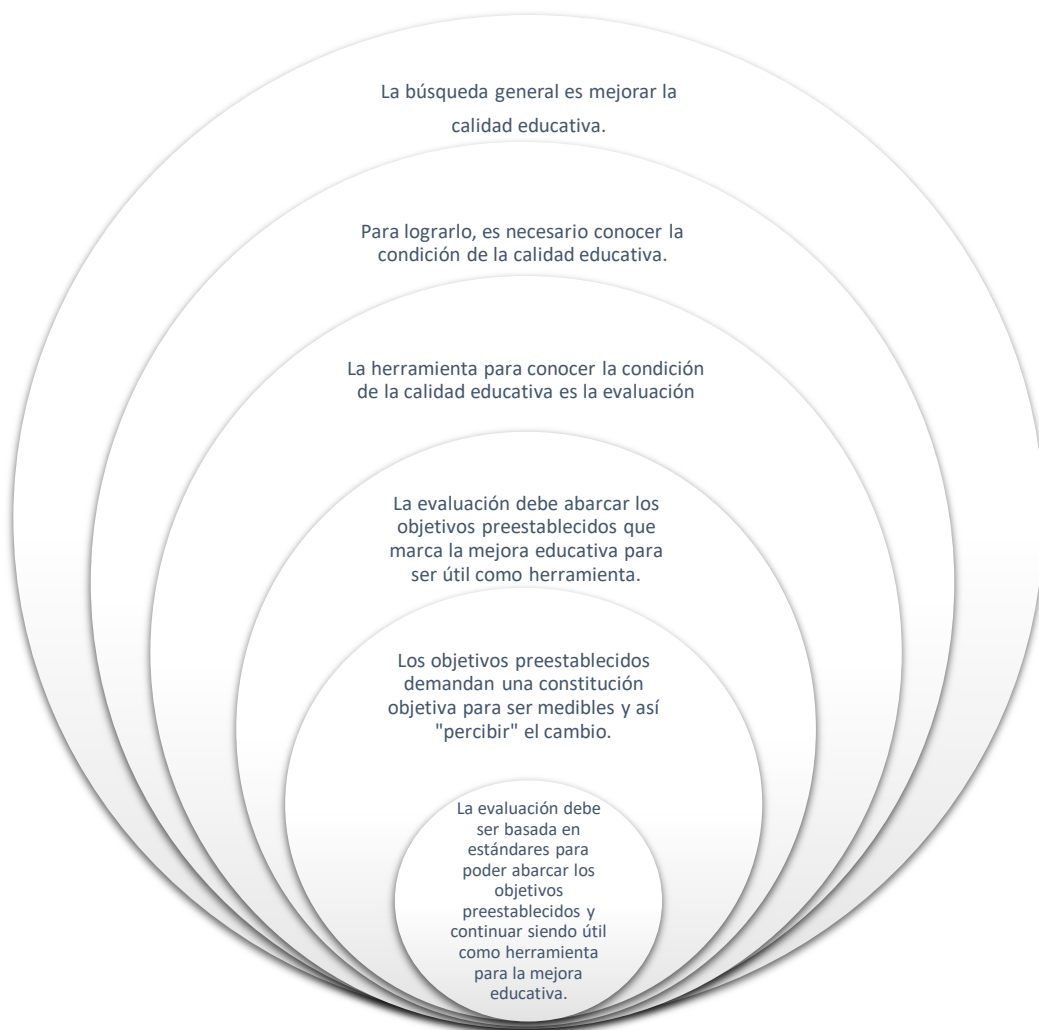 La búsqueda general es mejorar la
calidad educativa.
Para lograrlo, es necesario conocer la
condición de la calidad educativa.
La herramienta para conocer la condición
de la calidad educativa es la evaluación
La evaluación debe abarcar los
objetivos preestablecidos que
marca la mejora educativa para
ser útil como herramienta.
Los objetivos preestablecidos
demandan una constitución
objetiva para ser medibles y así
"percibir" el cambio.
La evaluación debe
ser basada en
estándares para
poder abarcar los
objetivos
preestablecidos y
continuar siendo útil
como herramienta
para la mejora
educativa.